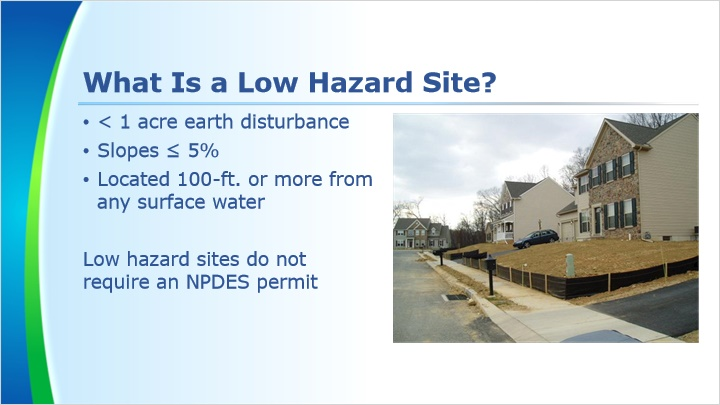 What Is a Low Hazard Site?
• < 1 acre earth disturbance
• Slopes ≤ 5%
• Located 100-ft. or more from
any surface water
Low hazard sites do not
require an NPDES permit